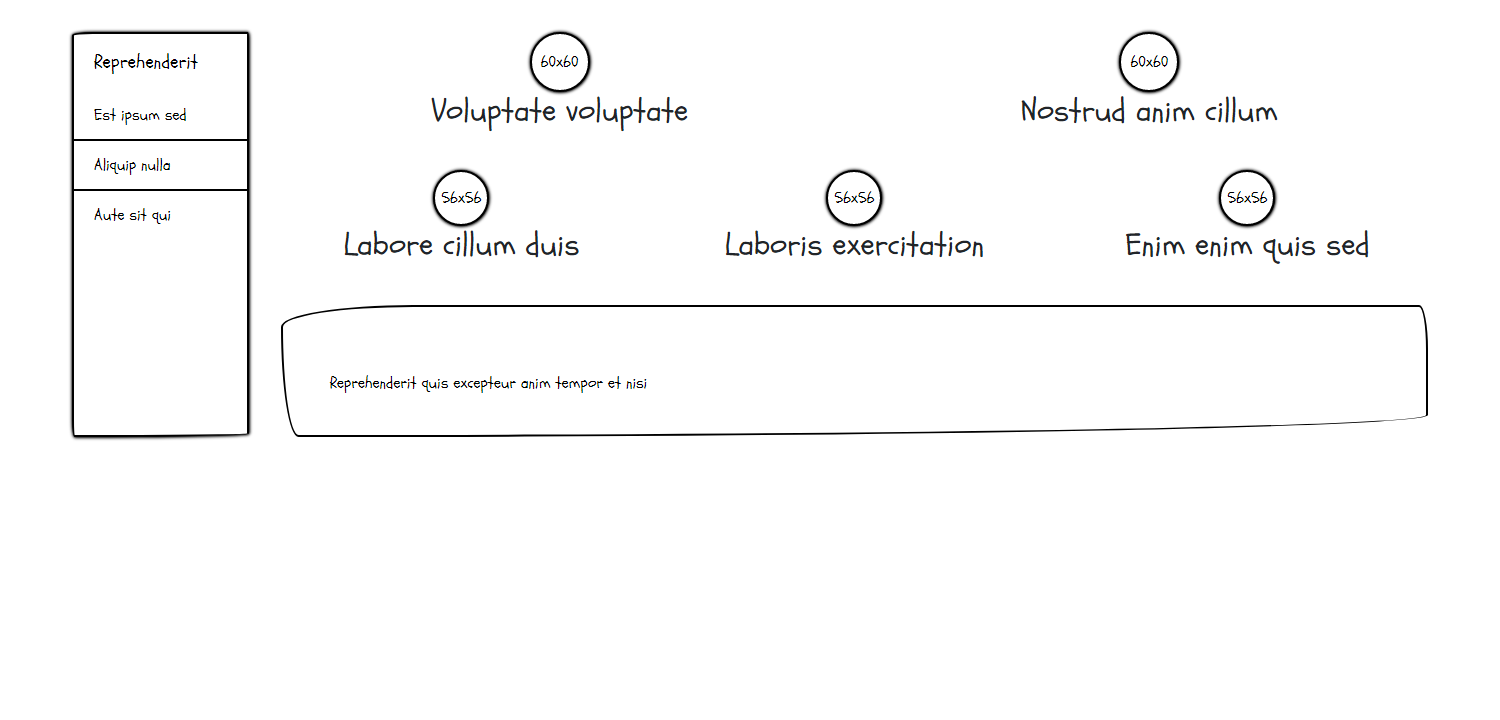 Reprehenderit
Est ipsum sed
Aliquip nulla
Aute sit qui
60x60
Voluptate voluptate
60x60
Nostrud anim cillum
56x56
Labore cillum duis
56x56
Laboris exercitation
56x56
Enim enim quis sed
Reprehenderit quis excepteur anim tempor et nisi